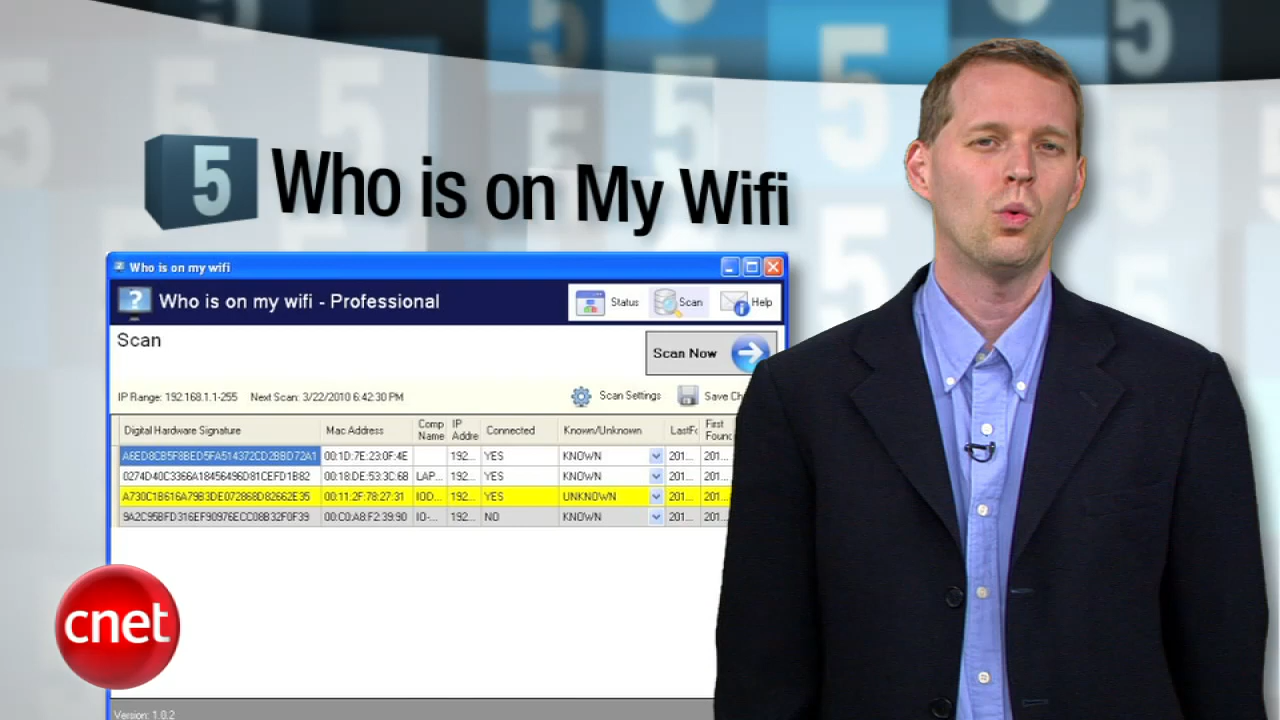 5 Who is on My Wifi
Who is on my wifi
Who is on my wifi - Professional
Status Scan Help
Scan
Scan Now
IP Range: 192.168.1.1-255 Next Scan: 3/22/2010 6:42:30 PM Scan Settings Save Ch
Digital Hardware Signature Mac Address Comp Name IP Addre Connected Known/Unknown LastFo First Found
A6ED8CB5F8BED5FA514372CD2BBD72A1 00:1D:7E:23:0F:4E 192... YES KNOWN 201... 201...
0274D40C3366A18456496D81CEFD1B82 00:18:DE:53:3C:68 LAP... 192... YES KNOWN 201... 201...
A730C1B616A79B3DE072868D82662E35 00:11:2F:78:27:31 IOD... 192... YES UNKNOWN 201... 201...
9A2C95BFD316EF90976ECC08B32F0F39 00:C0:A8:F2:39:90 IO-... 192... NO KNOWN 201... 201...
cnet
Version: 1.0.2